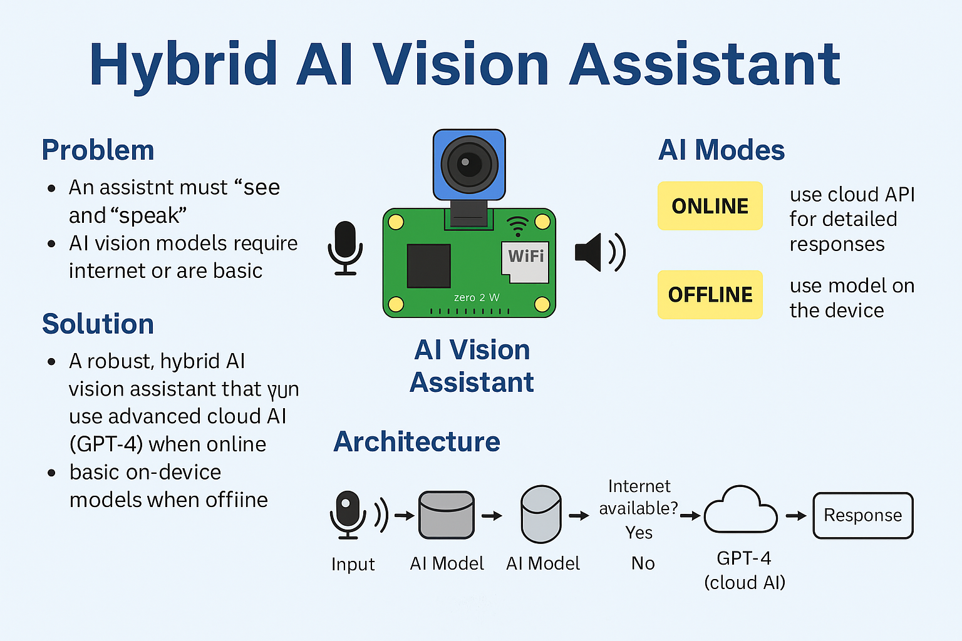 Hybrid AI Vision Assistant
Problem
• An assistnt must “see
and “speak”
• AI vision models require
internet or are basic
Solution
• A robust, hybrid AI
vision assistant that
use advanced cloud AI
(GPT-4) when online
• basic on-device
models when offiine
WiFi
zero 2 W
AI Vision
Assistant
AI Modes
ONLINE
use cloud API
for detailed
responses
OFFLINE
use model on
the device
Architecture
Input
AI Model
AI Model
Internet
available?
Yes
No
GPT-4
(cloud AI)
Response